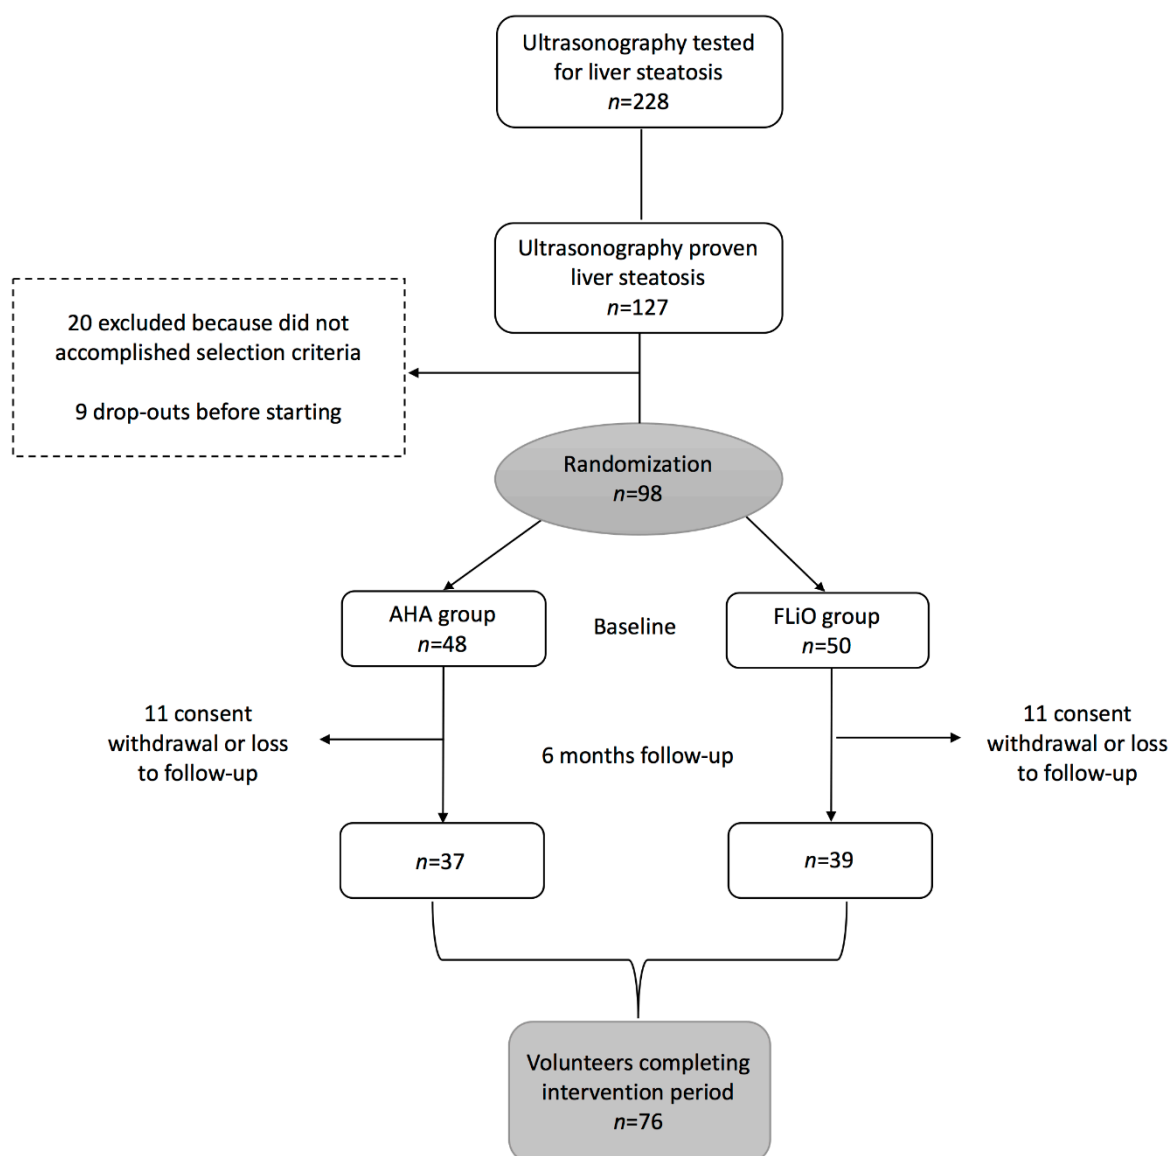 Ultrasonography tested
for liver steatosis
n=228
Ultrasonography proven
liver steatosis
n=127
20 excluded because did not
accomplished selection criteria
9 drop-outs before starting
Randomization
n=98
AHA group
n=48
Baseline
FLiO group
n=50
11 consent
withdrawal or loss
to follow-up
6 months follow-up
11 consent
withdrawal or loss
to follow-up
n=37
n=39
Volunteers completing
intervention period
n=76